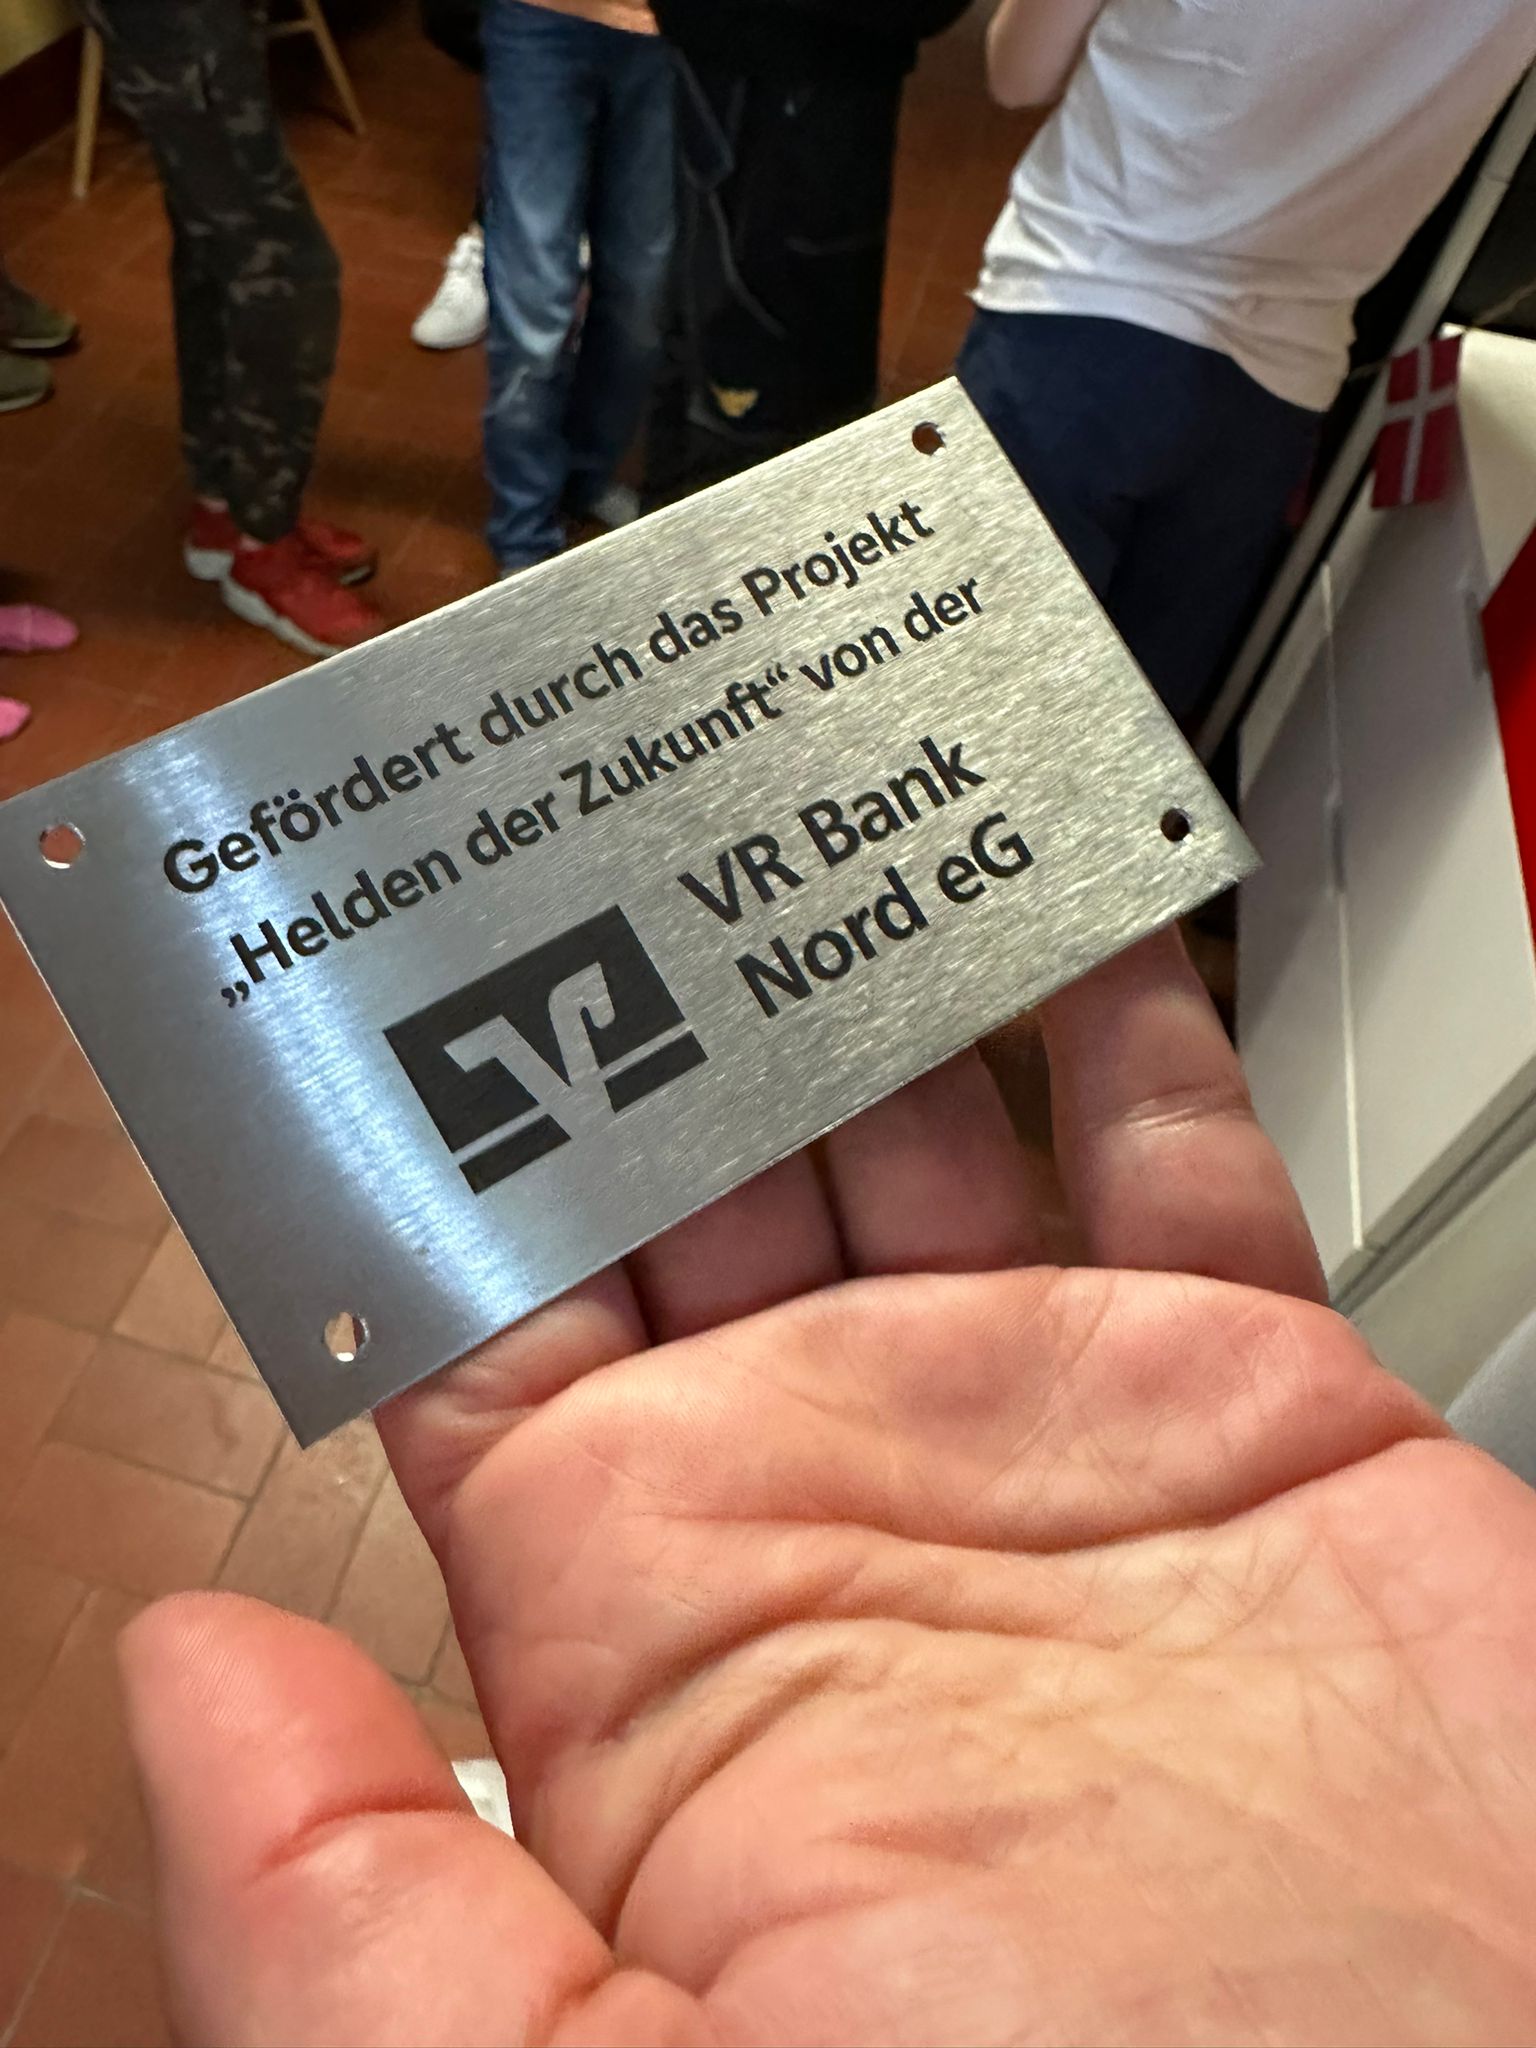 Gefördert durch das Projekt
„Helden der Zukunft“ von der
VR Bank
Nord eG